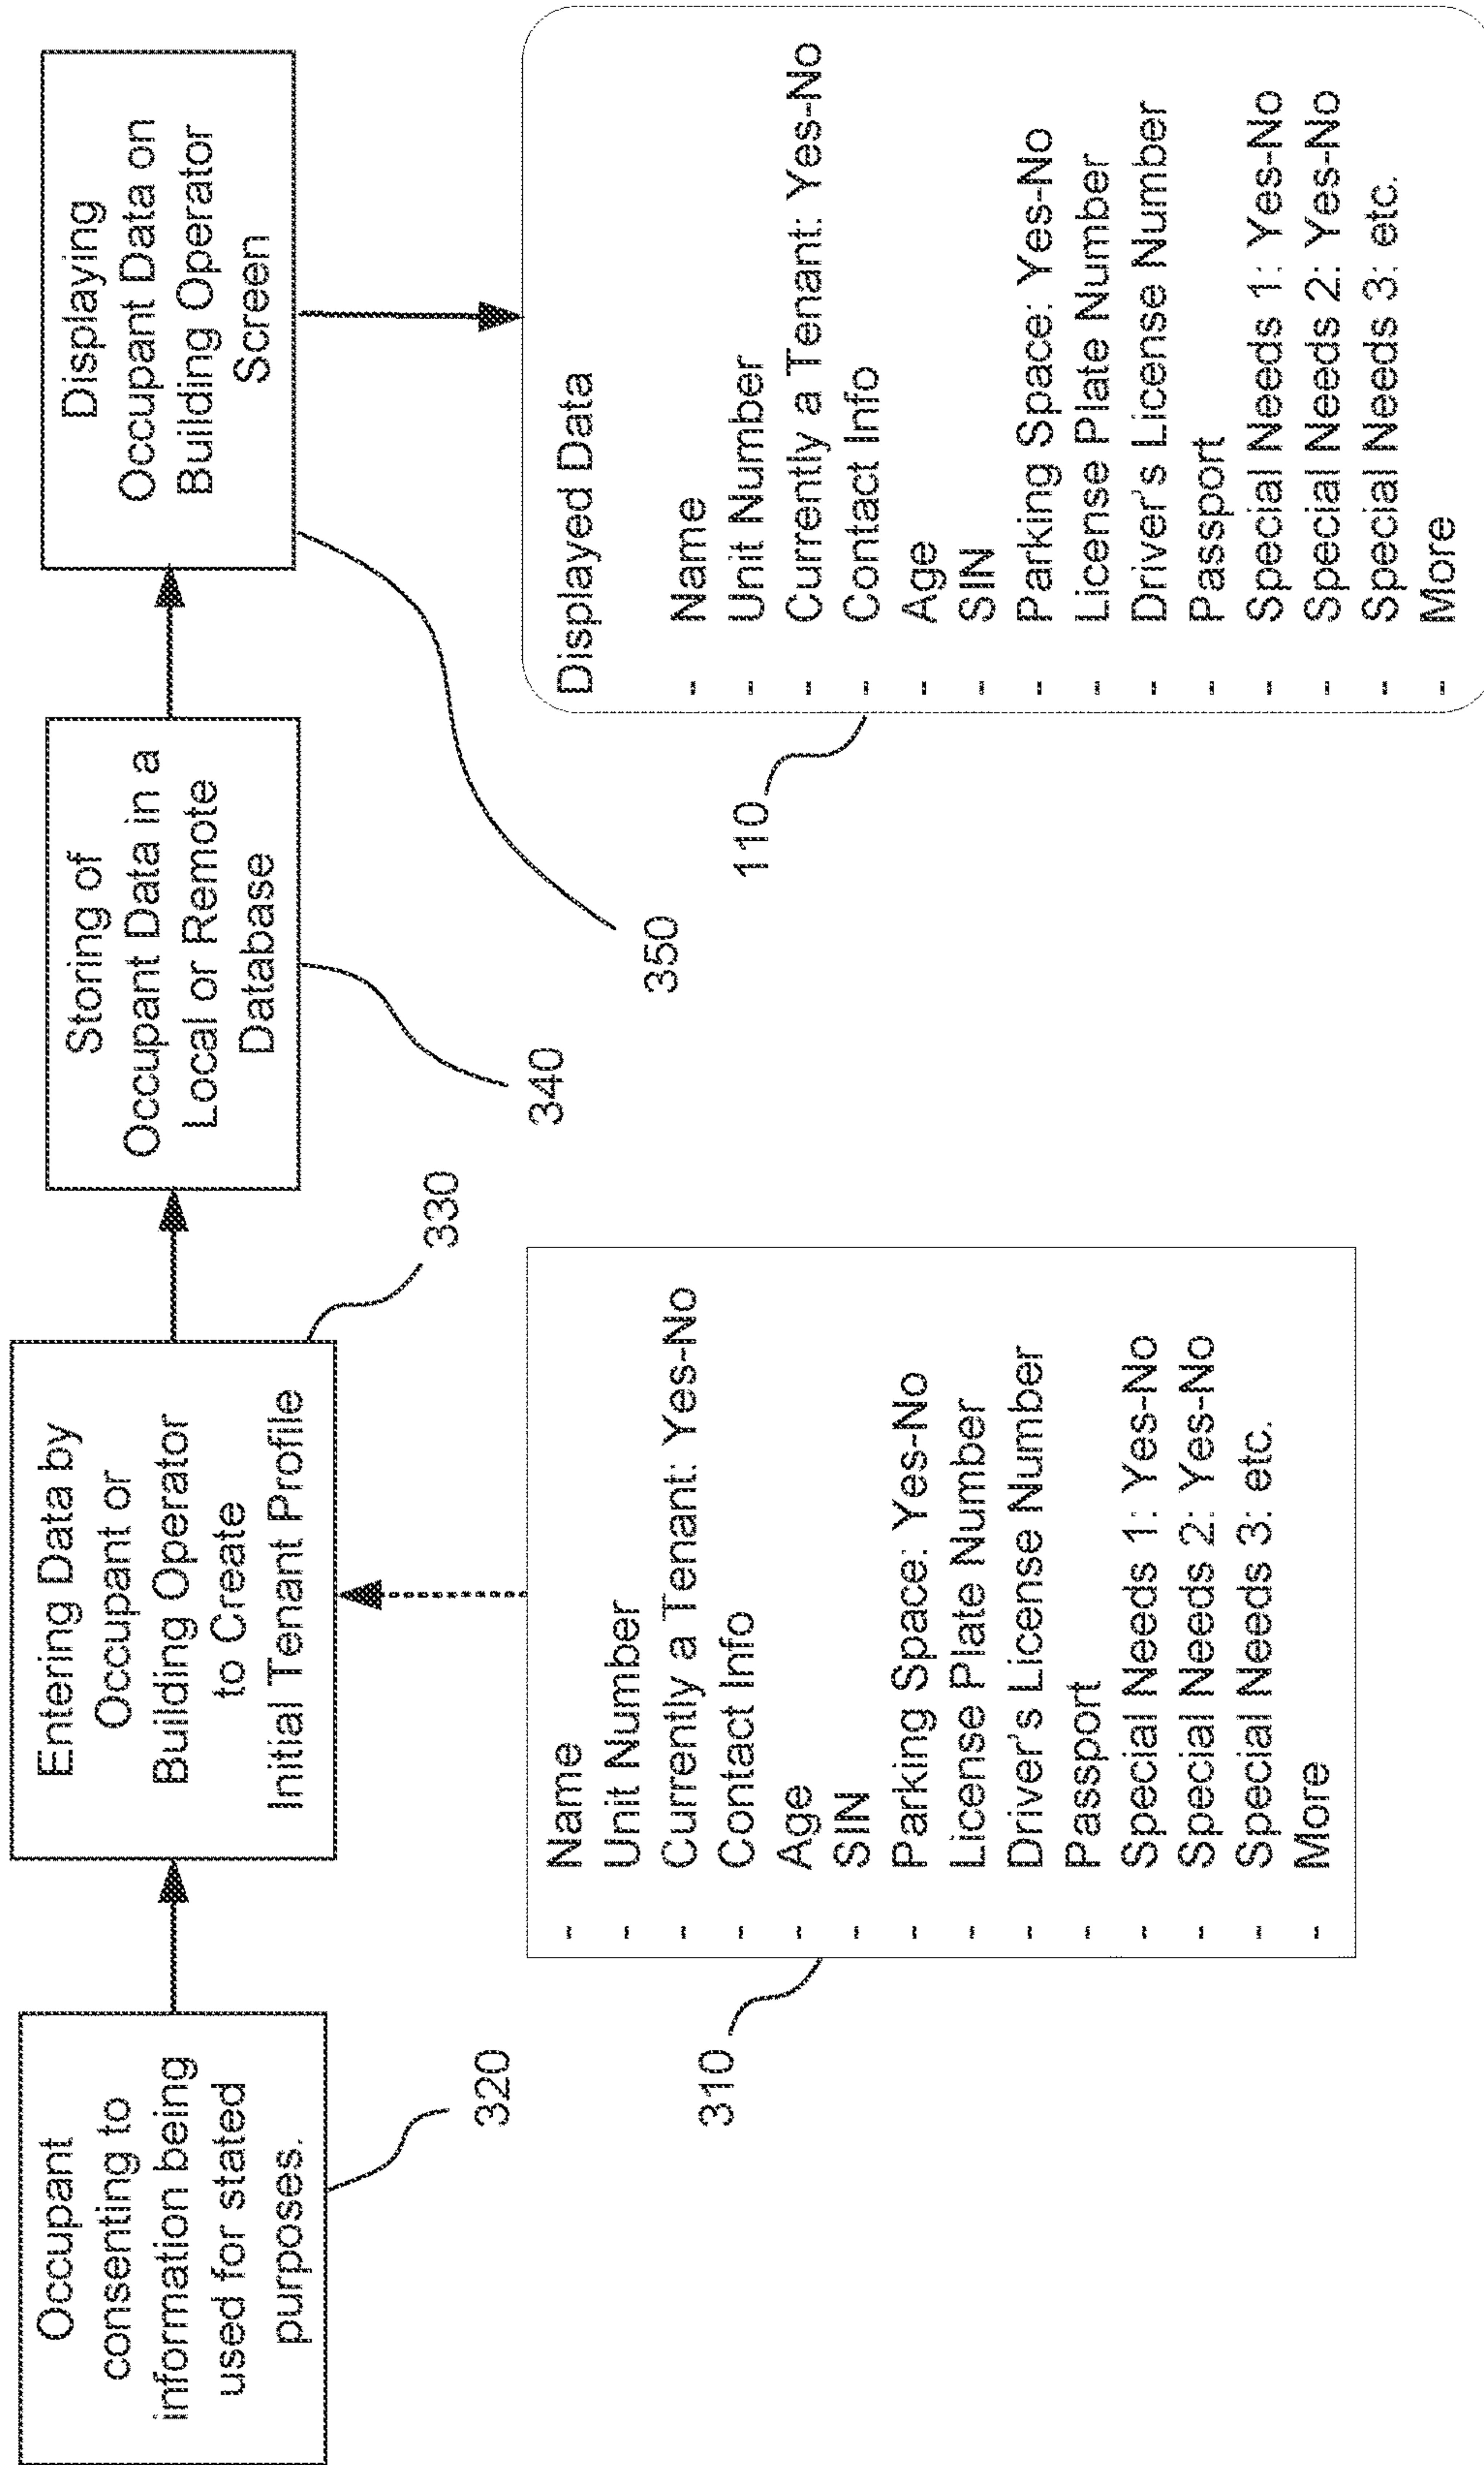 Occupant
consenting to
information being
used for stated
purposes.
320
Entering Data by
Occupant or
Building Operator
to Create
Initial Tenant Profile
330
Storing of
Occupant Data in a
Local or Remote
Database
340
Displaying
Occupant Data on
Building Operator
Screen
350
310
- Name
- Unit Number
- Currently a Tenant: Yes-No
- Contact Info
- Age
- SIN
- Parking Space: Yes-No
- License Plate Number
- Driver's License Number
- Passport
- Special Needs 1: Yes-No
- Special Needs 2: Yes-No
- Special Needs 3: etc.
- More
110
Displayed Data
- Name
- Unit Number
- Currently a Tenant: Yes-No
- Contact Info
- Age
- SIN
- Parking Space: Yes-No
- License Plate Number
- Driver's License Number
- Passport
- Special Needs 1: Yes-No
- Special Needs 2: Yes-No
- Special Needs 3: etc.
- More